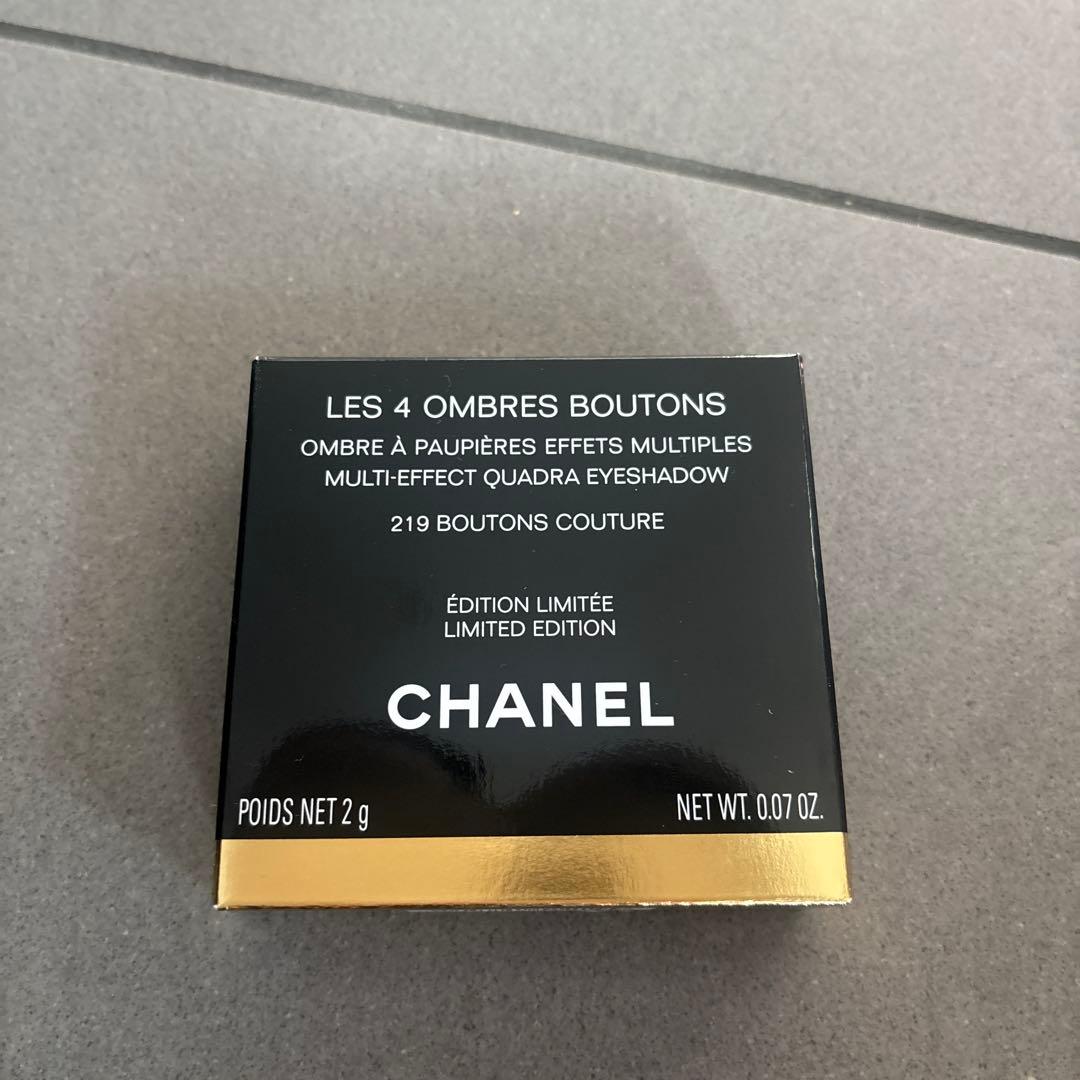 LES 4 OMBRES BOUTONS
OMBRE À PAUPIÈRES EFFETS MULTIPLES
MULTI-EFFECT QUADRA EYESHADOW
219 BOUTONS COUTURE
ÉDITION LIMITÉE
LIMITED EDITION
CHANEL
POIDS NET 2 g NET WT. 0.07 OZ.